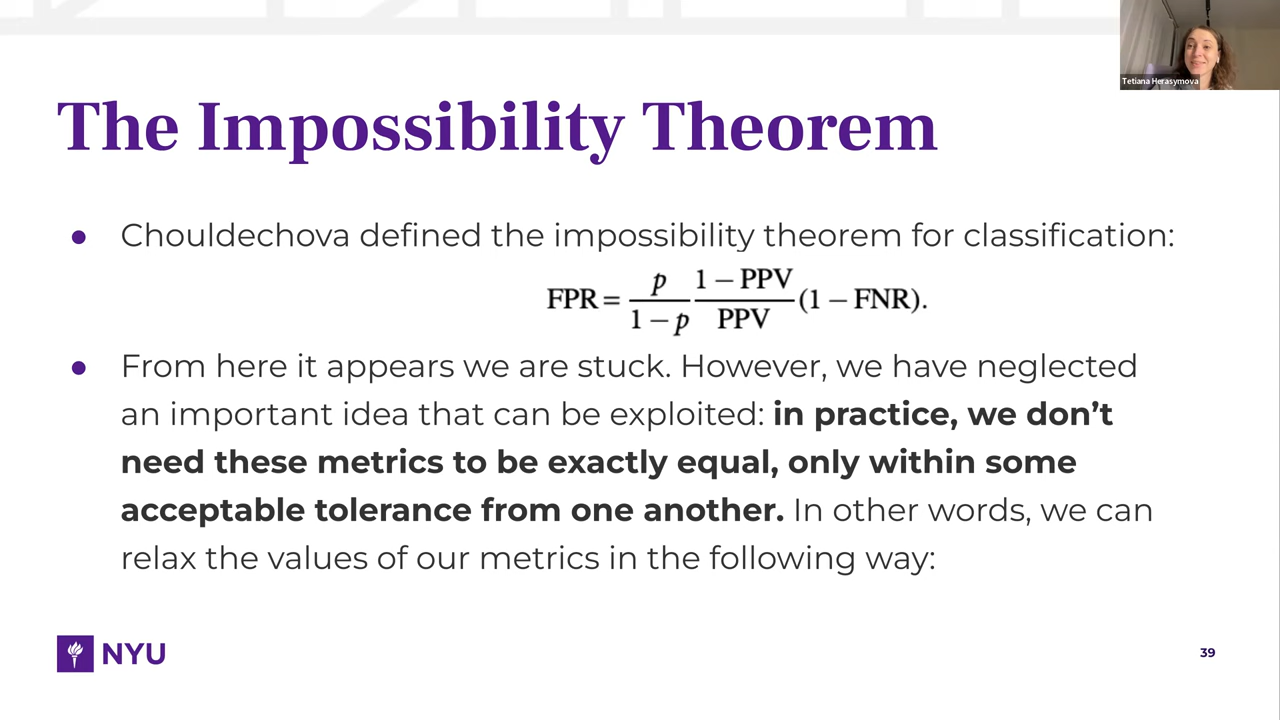 Tetiana Herasymova
The Impossibility Theorem
● Chouldechova defined the impossibility theorem for classification:
FPR = p/(1 − p) (1 − PPV)/PPV (1 − FNR).
● From here it appears we are stuck. However, we have neglected
an important idea that can be exploited: in practice, we don’t
need these metrics to be exactly equal, only within some
acceptable tolerance from one another. In other words, we can
relax the values of our metrics in the following way:
NYU
39